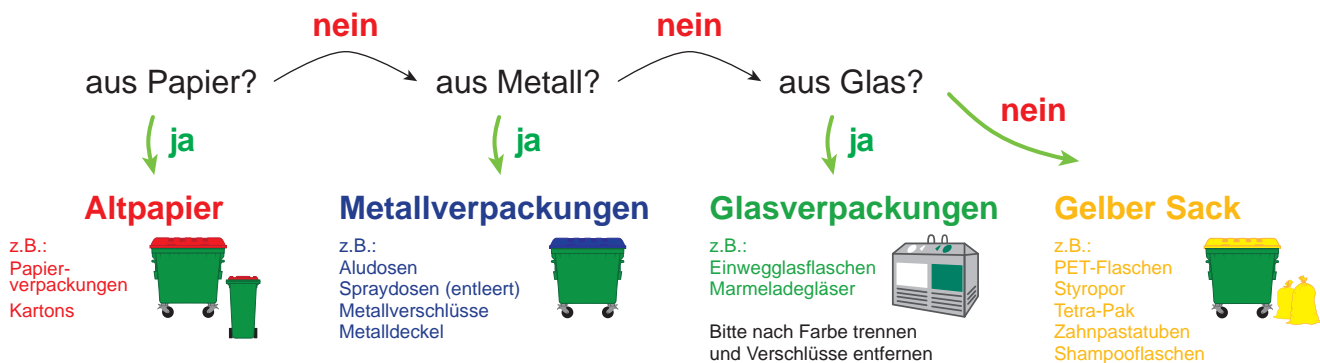 nein
nein
aus Papier?
aus Metall?
aus Glas?
nein
ja
ja
ja
Altpapier
z.B.:
Papier-
verpackungen
Kartons
Metallverpackungen
z.B.:
Aludosen
Spraydosen (entleert)
Metallverschlüsse
Metalldeckel
Glasverpackungen
z.B.:
Einwegglasflaschen
Marmeladegläser
Bitte nach Farbe trennen
und Verschlüsse entfernen
Gelber Sack
z.B.:
PET-Flaschen
Styropor
Tetra-Pak
Zahnpastatuben
Shampooflaschen